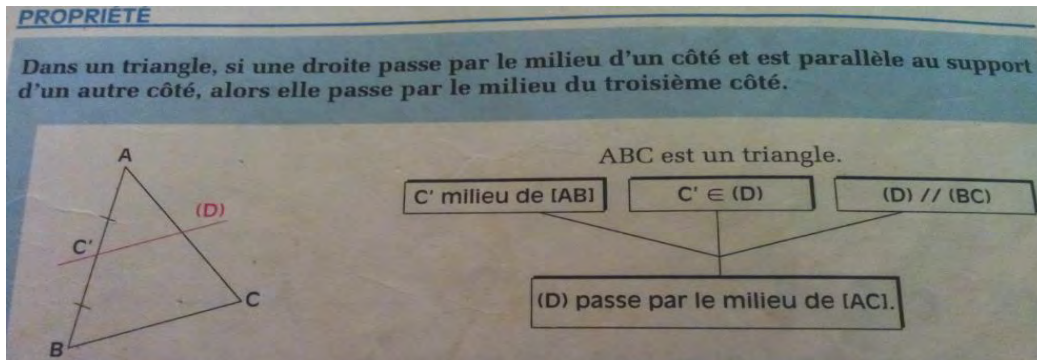 PROPRIÉTÉ
Dans un triangle, si une droite passe par le milieu d'un côté et est parallèle au support
d'un autre côté, alors elle passe par le milieu du troisième côté.
A
ABC est un triangle.
C' milieu de [AB]
C' ∈ (D)
(D) // (BC)
(D)
C'
C
(D) passe par le milieu de [AC].
B